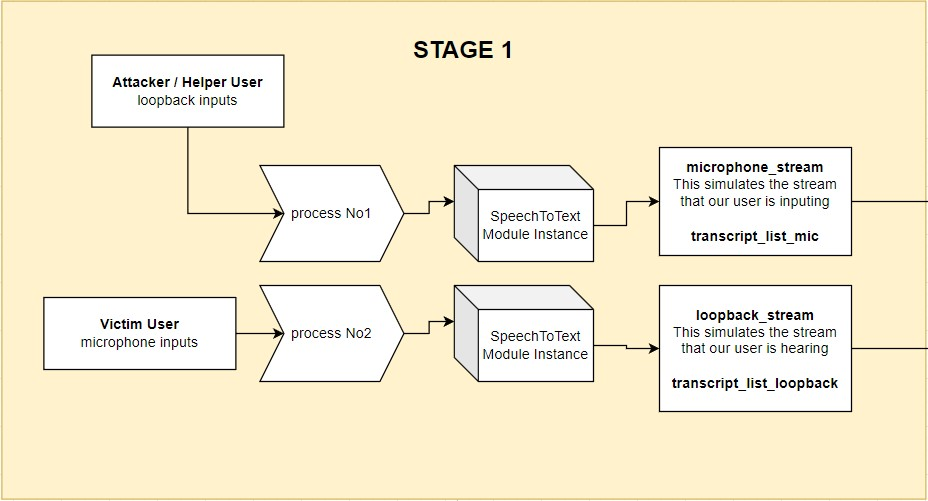 STAGE 1
Attacker / Helper User
loopback inputs
process No1
SpeechToText
Module Instance
microphone_stream
This simulates the stream
that our user is inputing
transcript_list_mic
Victim User
microphone inputs
process No2
SpeechToText
Module Instance
loopback_stream
This simulates the stream
that our user is hearing
transcript_list_loopback